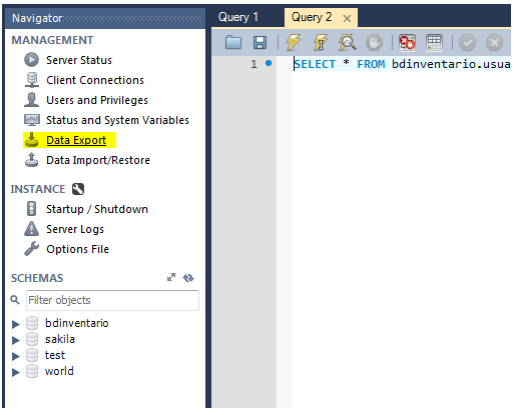 Navigator
MANAGEMENT
Server Status
Client Connections
Users and Privileges
Status and System Variables
Data Export
Data Import/Restore
INSTANCE
Startup / Shutdown
Server Logs
Options File
SCHEMAS
Filter objects
bdinventario
sakila
test
world
Query 1 Query 2 ×
1 SELECT * FROM bdinventario.usua